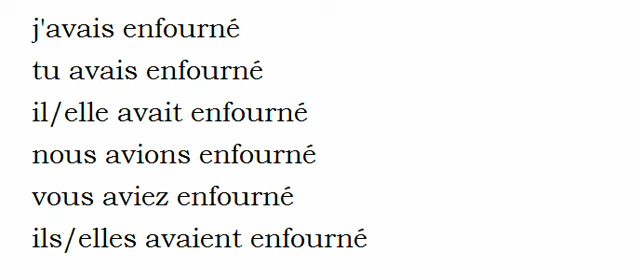 j'avais enfourné
tu avais enfourné
il/elle avait enfourné
nous avions enfourné
vous aviez enfourné
ils/elles avaient enfourné